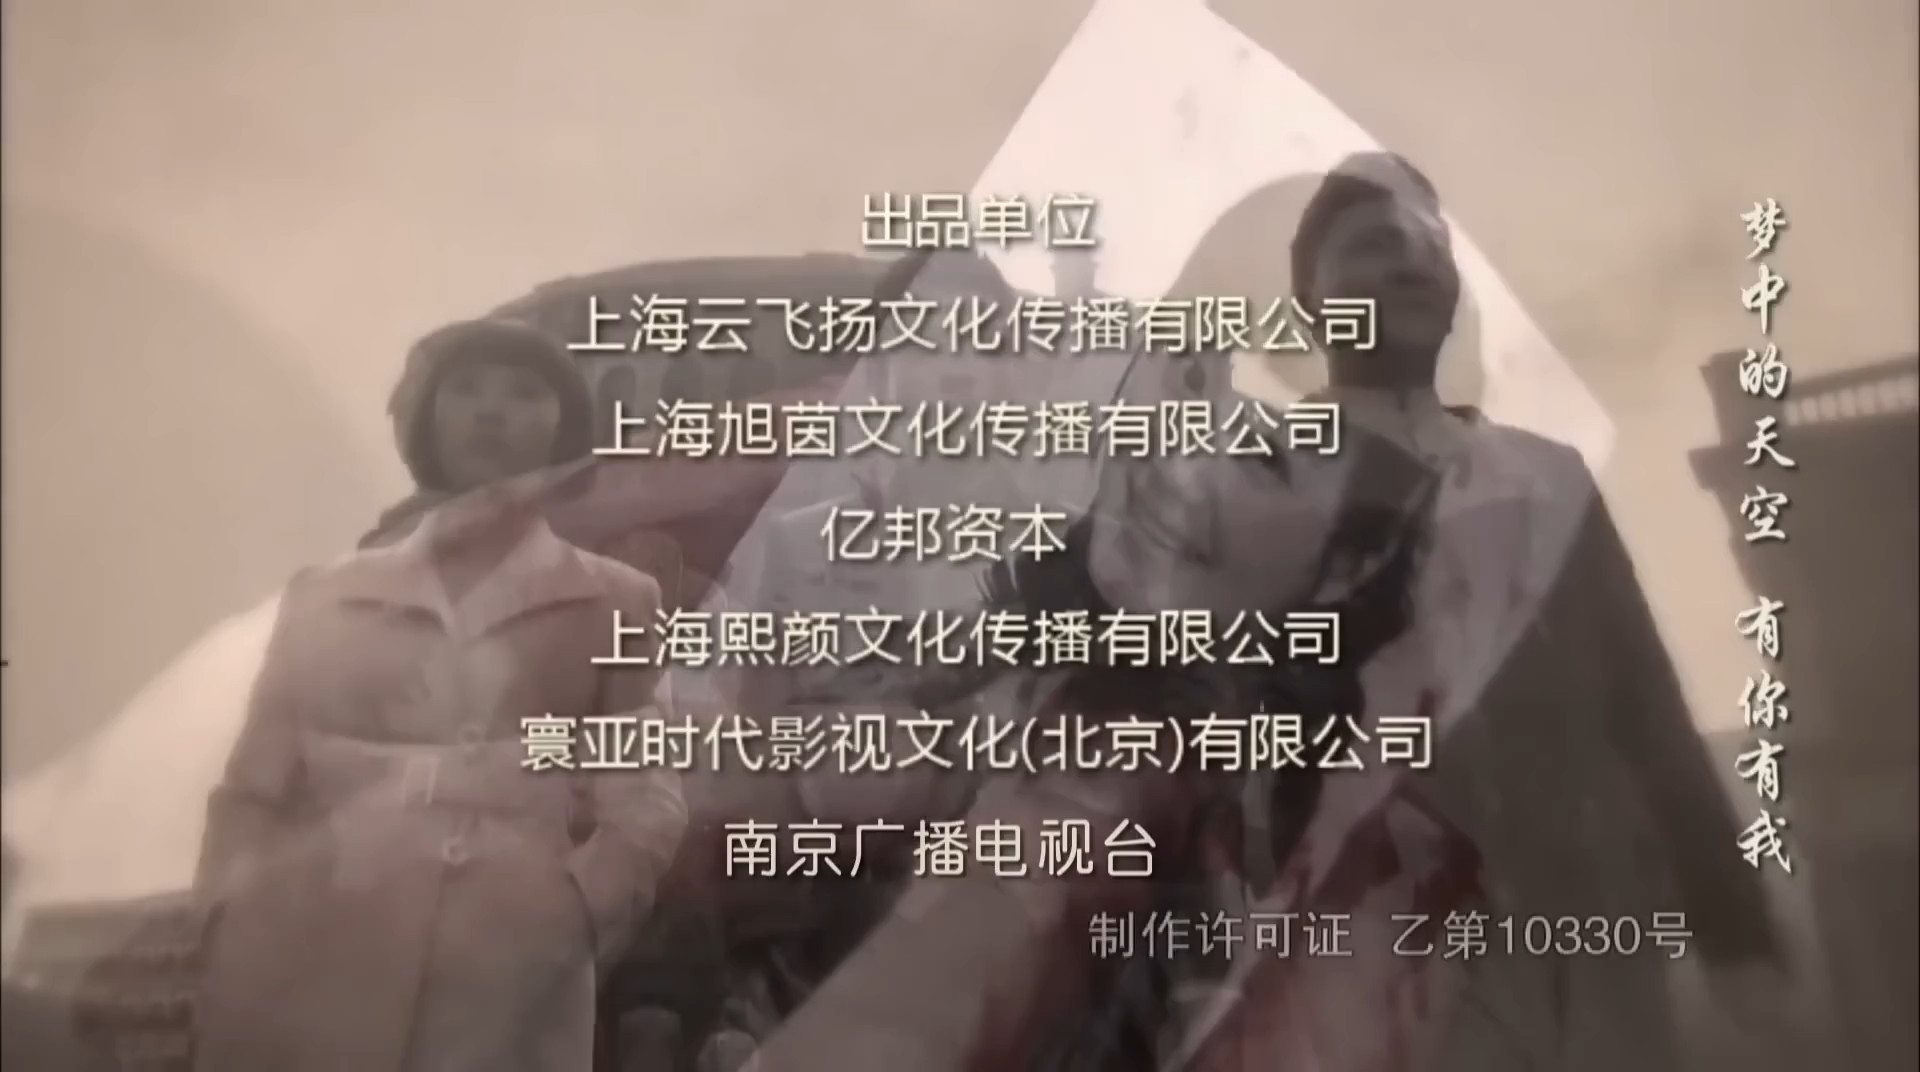 出品单位
上海云飞扬文化传播有限公司
上海旭茵文化传播有限公司
亿邦资本
上海熙颜文化传播有限公司
寰亚时代影视文化(北京)有限公司
南京广播电视台
制作许可证 乙第10330号
梦中的天空 有你有我